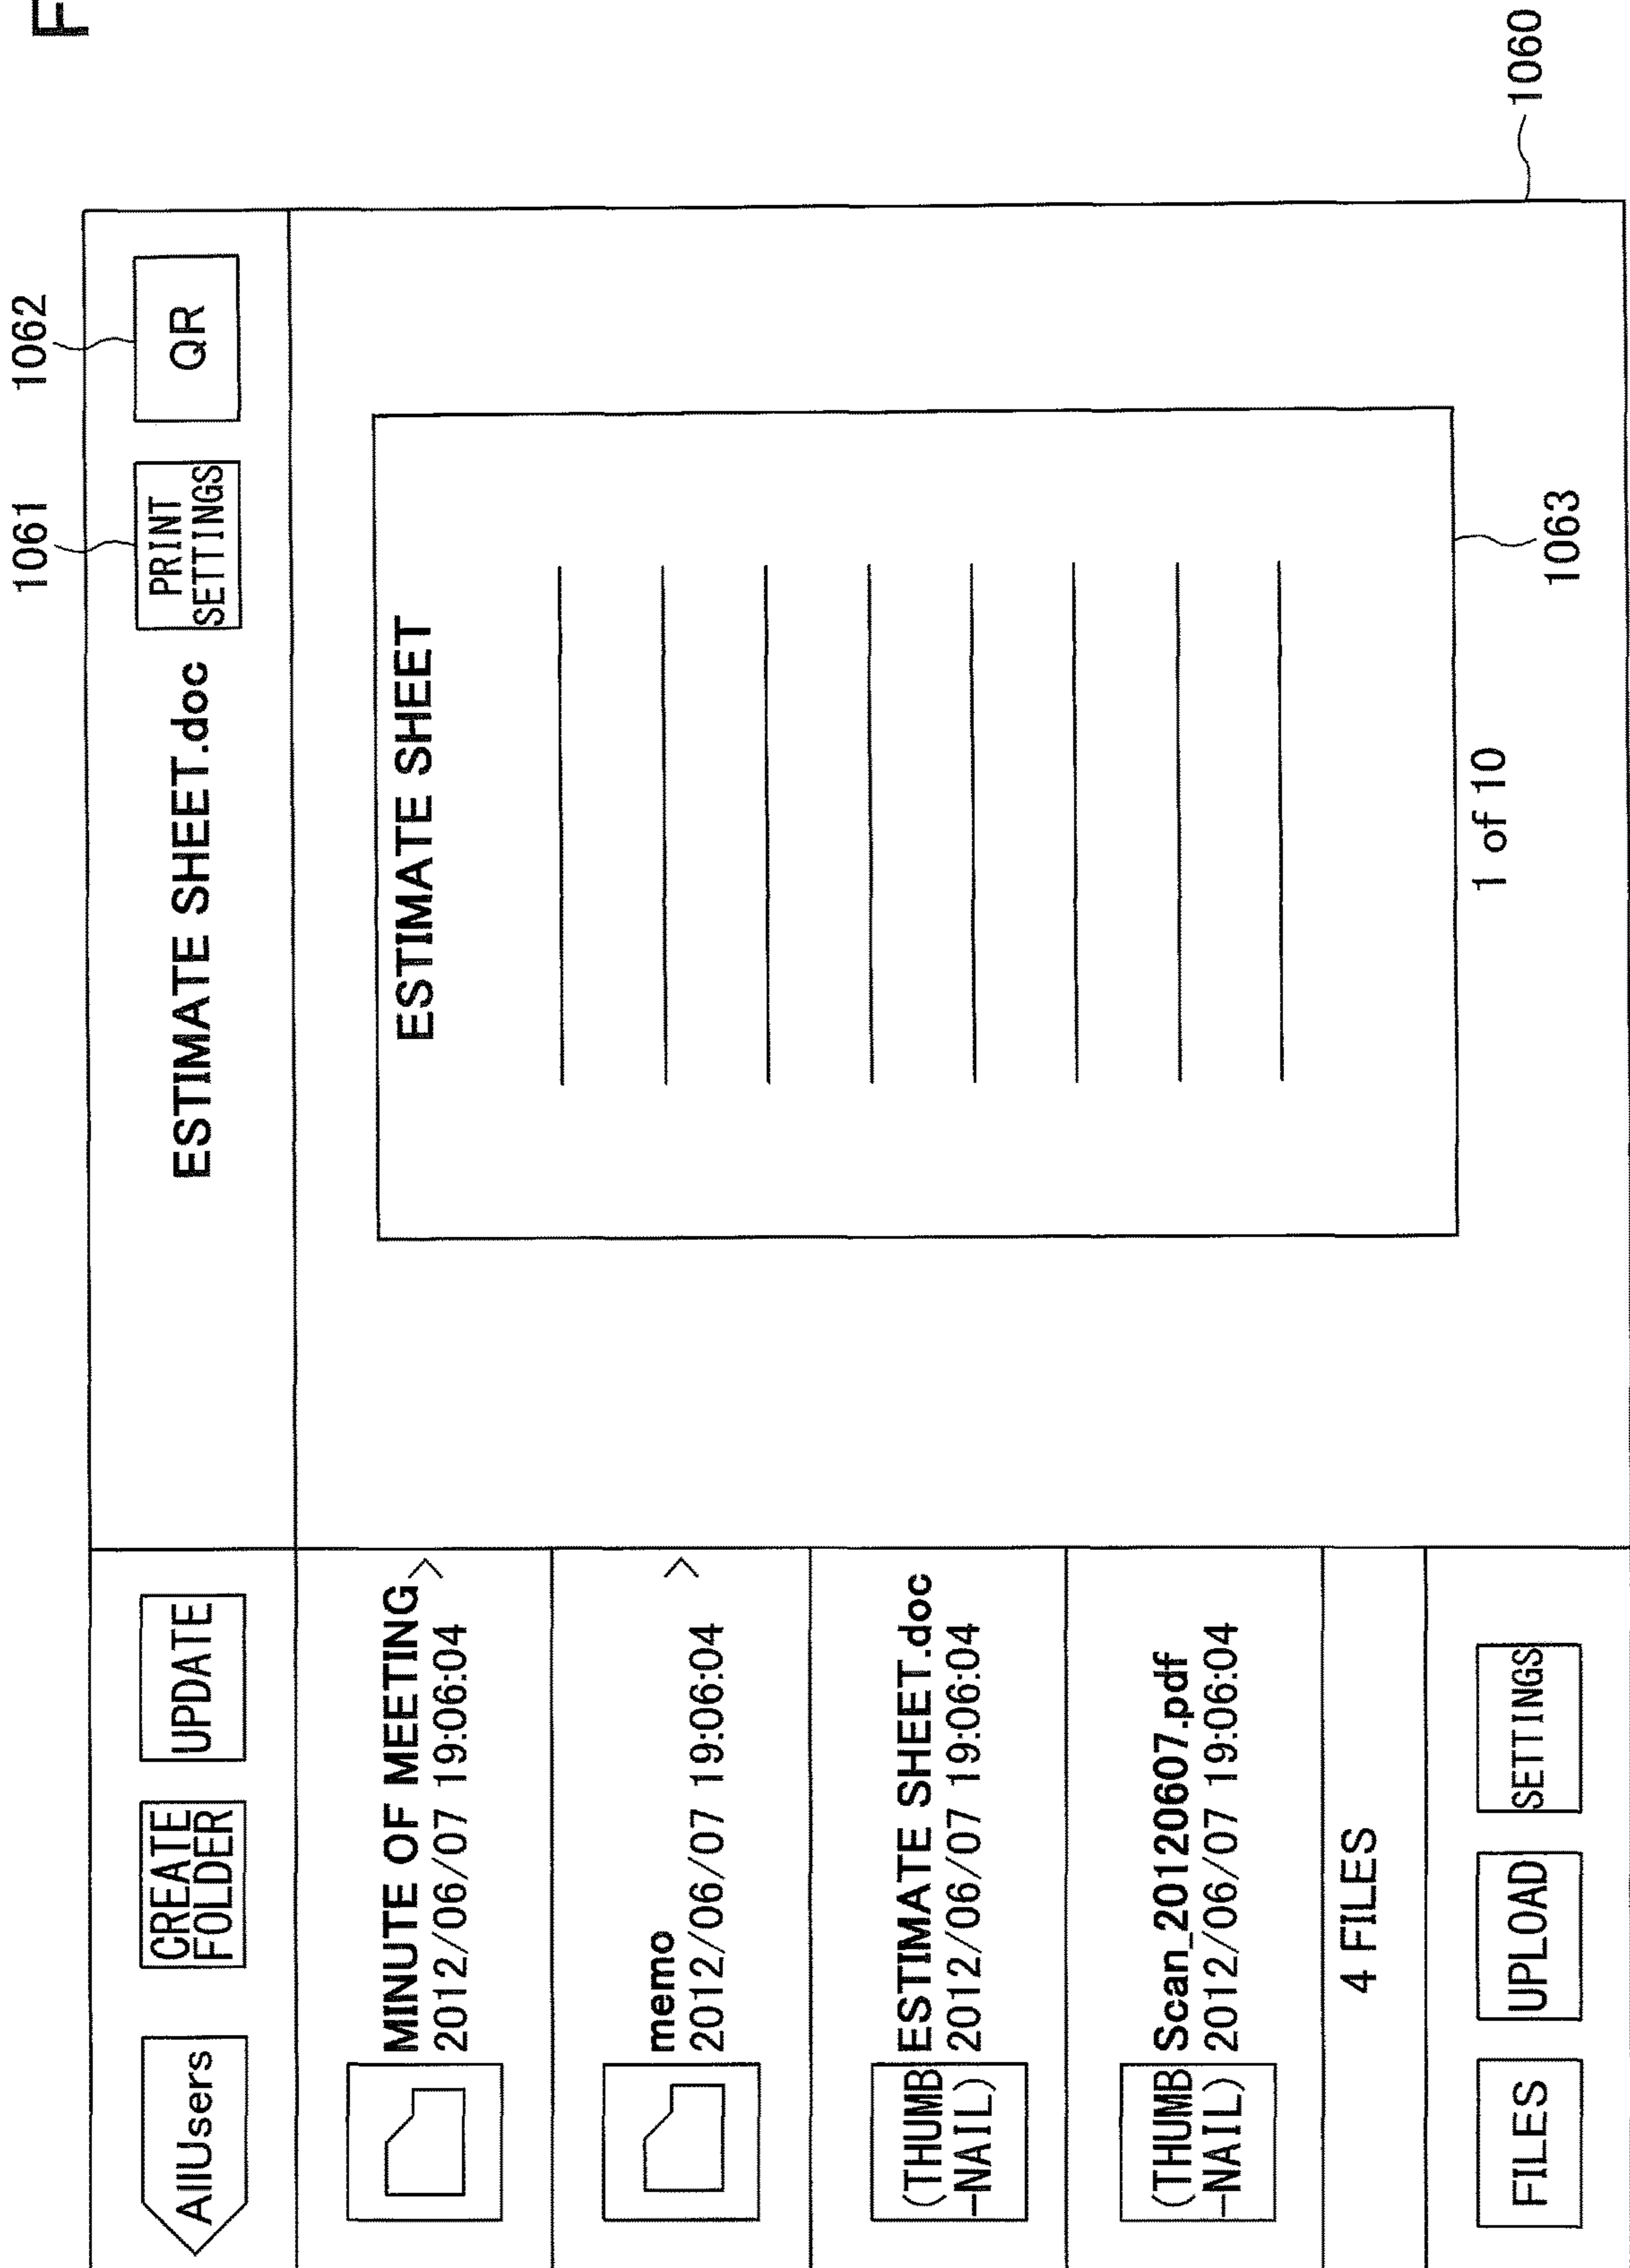 F
1061
1062
AllUsers
CREATE
FOLDER
UPDATE
ESTIMATE SHEET.doc
PRINT
SETTINGS
QR
MINUTE OF MEETING >
2012/06/07 19:06:04
memo >
2012/06/07 19:06:04
(THUMB
-NAIL)
ESTIMATE SHEET.doc
2012/06/07 19:06:04
(THUMB
-NAIL)
Scan_20120607.pdf
2012/06/07 19:06:04
4 FILES
FILES
UPLOAD
SETTINGS
ESTIMATE SHEET
1 of 10
1063
1060